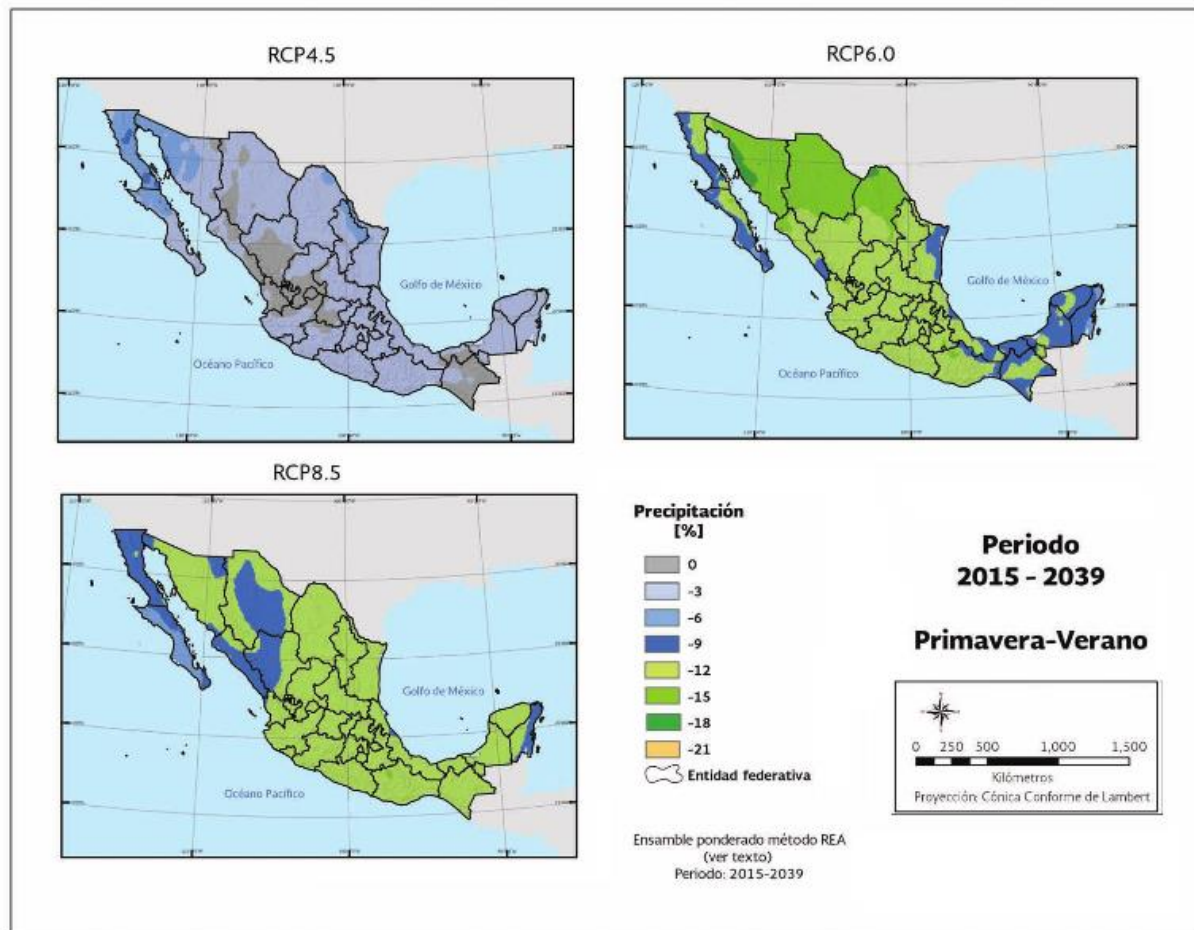 RCP4.5
RCP6.0
Golfo de México
Océano Pacífico
Golfo de México
Océano Pacífico
RCP8.5
Golfo de México
Océano Pacífico
Precipitación
[%]
0
-3
-6
-9
-12
-15
-18
-21
Entidad federativa
Ensamble ponderado método REA
(ver texto)
Periodo: 2015-2039
Periodo
2015 - 2039
Primavera-Verano
0 250 500 1,000 1,500
Kilómetros
Proyección: Cónica Conforme de Lambert